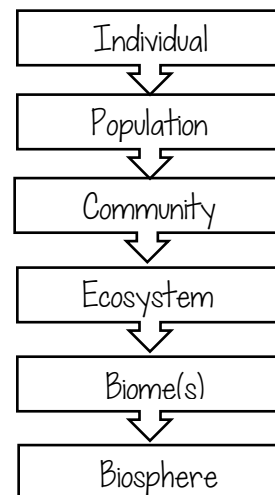 Individual
Population
Community
Ecosystem
Biome(s)
Biosphere